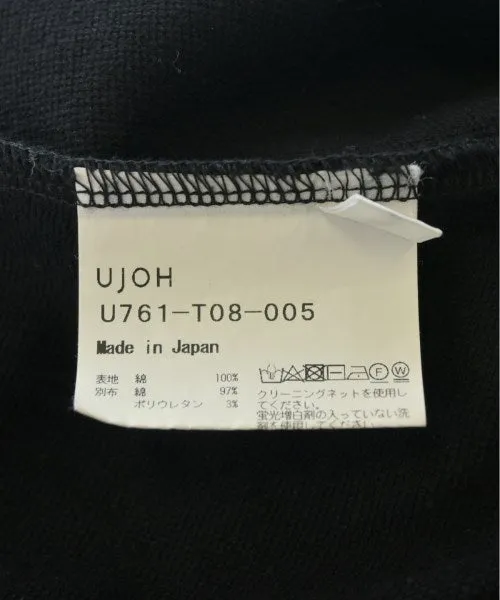 UJOH
U761-T08-005
Made in Japan
表地 綿 100%
別布 綿 97%
ポリウレタン 3%
F W
クリーニングネットを使用し
てください。
蛍光増白剤の入っていない洗
剤を使用してください。